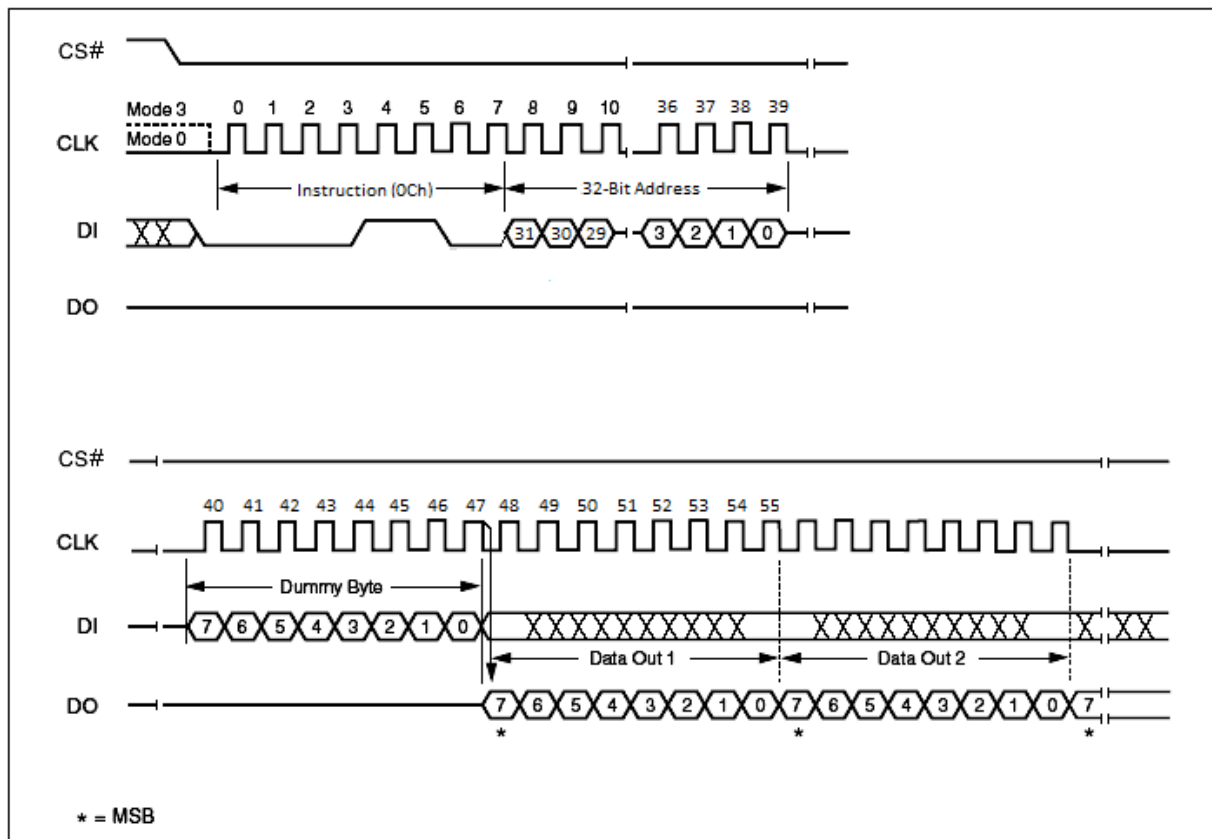 CS#
Mode 3 0 1 2 3 4 5 6 7 8 9 10 36 37 38 39
CLK Mode 0
Instruction (0Ch) 32-Bit Address
DI 31 30 29 3 2 1 0
DO
CS#
40 41 42 43 44 45 46 47 48 49 50 51 52 53 54 55
CLK
Dummy Byte
DI 7 6 5 4 3 2 1 0
Data Out 1 Data Out 2
DO 7 6 5 4 3 2 1 0 7 6 5 4 3 2 1 0 7
* * *
* = MSB